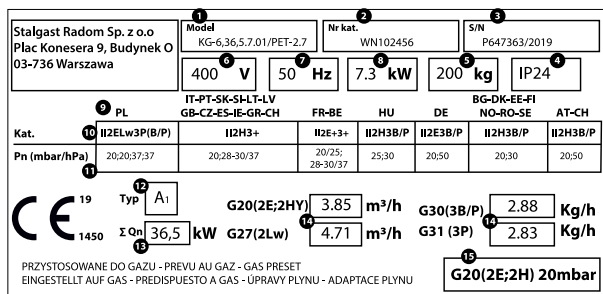 Stalgast Radom Sp. z o.o
Plac Konesera 9, Budynek O
03-736 Warszawa
1 Model
KG-6,36,5.7.01/PET-2.7
2 Nr kat.
WN102456
3 S/N
P647363/2019
6 400 V
7 50 Hz
8 7.3 kW
5 200 kg
4 IP24
9 PL
IT-PT-SK-SI-LT-LV
GB-CZ-ES-IE-GR-CH
FR-BE
HU
DE
BG-DK-EE-FI
NO-RO-SE
AT-CH
Kat. 10 II2ELw3P(B/P) II2H3+ II2E+3+ II2H3B/P II2E3B/P II2H3B/P II2H3B/P
Pn (mbar/hPa) 20;20;37;37 20;28-30/37 20/25; 28-30/37 25;30 20;50 20;30 20;50
11
CE 19
1450
12 Typ A1
Σ Qn 36,5 kW
13
G20(2E;2HY) 3.85 m³/h
14
G27(2Lw) 4.71 m³/h
G30(3B/P) 2.88 Kg/h
14
G31 (3P) 2.83 Kg/h
PRZYSTOSOWANE DO GAZU - PREVU AU GAZ - GAS PRESET
EINGESTELLT AUF GAS - PREDISPUESTO A GAS - ÚPRAVY PLYNU - ADAPTACE PLYNU
15
G20(2E;2H) 20mbar